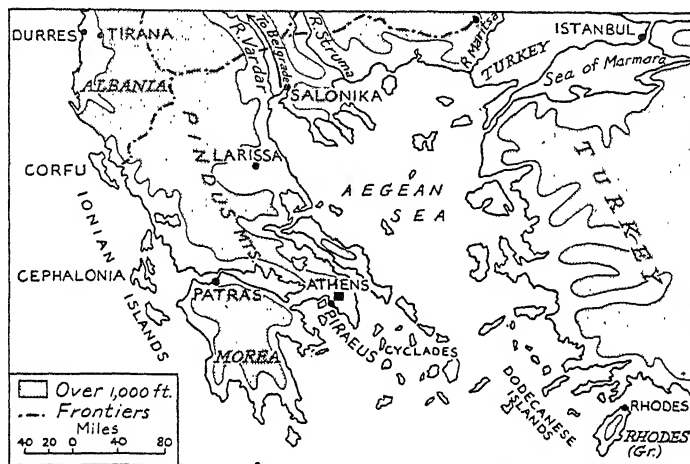 DURRES
TIRANA
R. Vardar
To Belgrade
R. Struma
R. Maritsa
ISTANBUL
TURKEY
Sea of Marmara
ALBANIA
SALONIKA
PINDUS MTS.
LARISSA
CORFU
AEGEAN
SEA
TURKEY
IONIAN
ISLANDS
CEPHALONIA
PATRAS
ATHENS
PIRAEUS
CYCLADES
MOREA
DODECANESE
ISLANDS
RHODES
RHODES
(Gr.)
Over 1,000 ft.
Frontiers
Miles
40 20 0 40 80